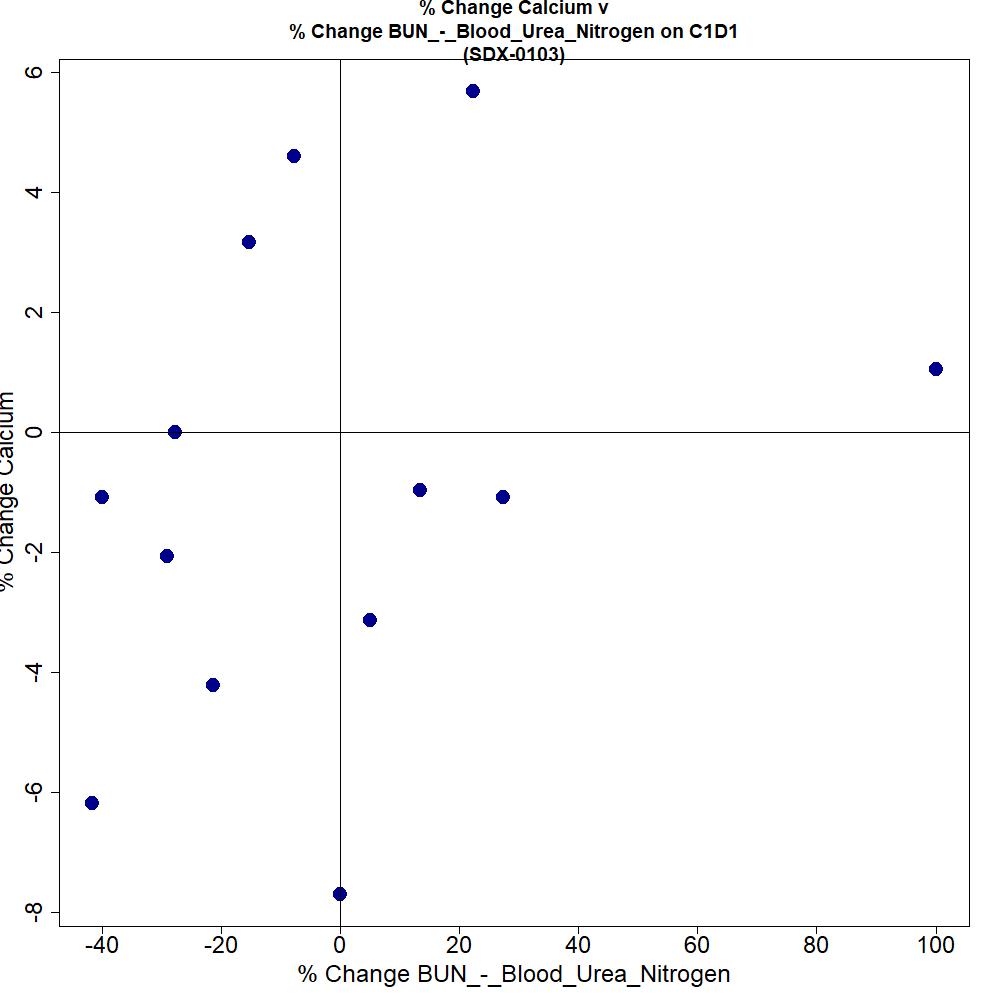 % Change Calcium v
% Change BUN_-_Blood_Urea_Nitrogen on C1D1
(SDX-0103)
6
4
2
0
-2
-4
-6
-8
% Change Calcium
-40 -20 0 20 40 60 80 100
% Change BUN_-_Blood_Urea_Nitrogen